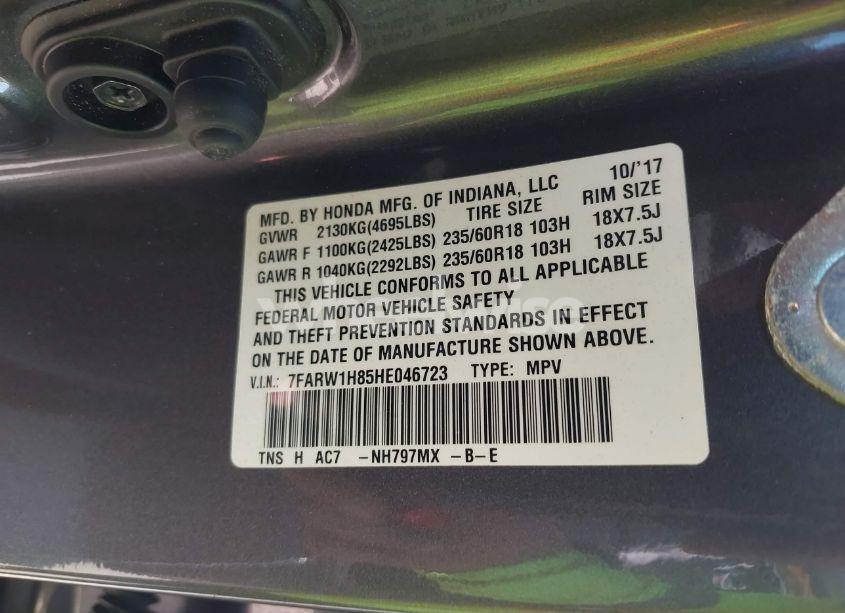 MFD. BY HONDA MFG. OF INDIANA, LLC 10/'17
GVWR 2130KG(4695LBS) TIRE SIZE RIM SIZE
GAWR F 1100KG(2425LBS) 235/60R18 103H 18X7.5J
GAWR R 1040KG(2292LBS) 235/60R18 103H 18X7.5J
THIS VEHICLE CONFORMS TO ALL APPLICABLE
FEDERAL MOTOR VEHICLE SAFETY
AND THEFT PREVENTION STANDARDS IN EFFECT
ON THE DATE OF MANUFACTURE SHOWN ABOVE.
V.I.N.: 7FARW1H85HE046723 TYPE: MPV
TNS H AC7 -NH797MX -B-E